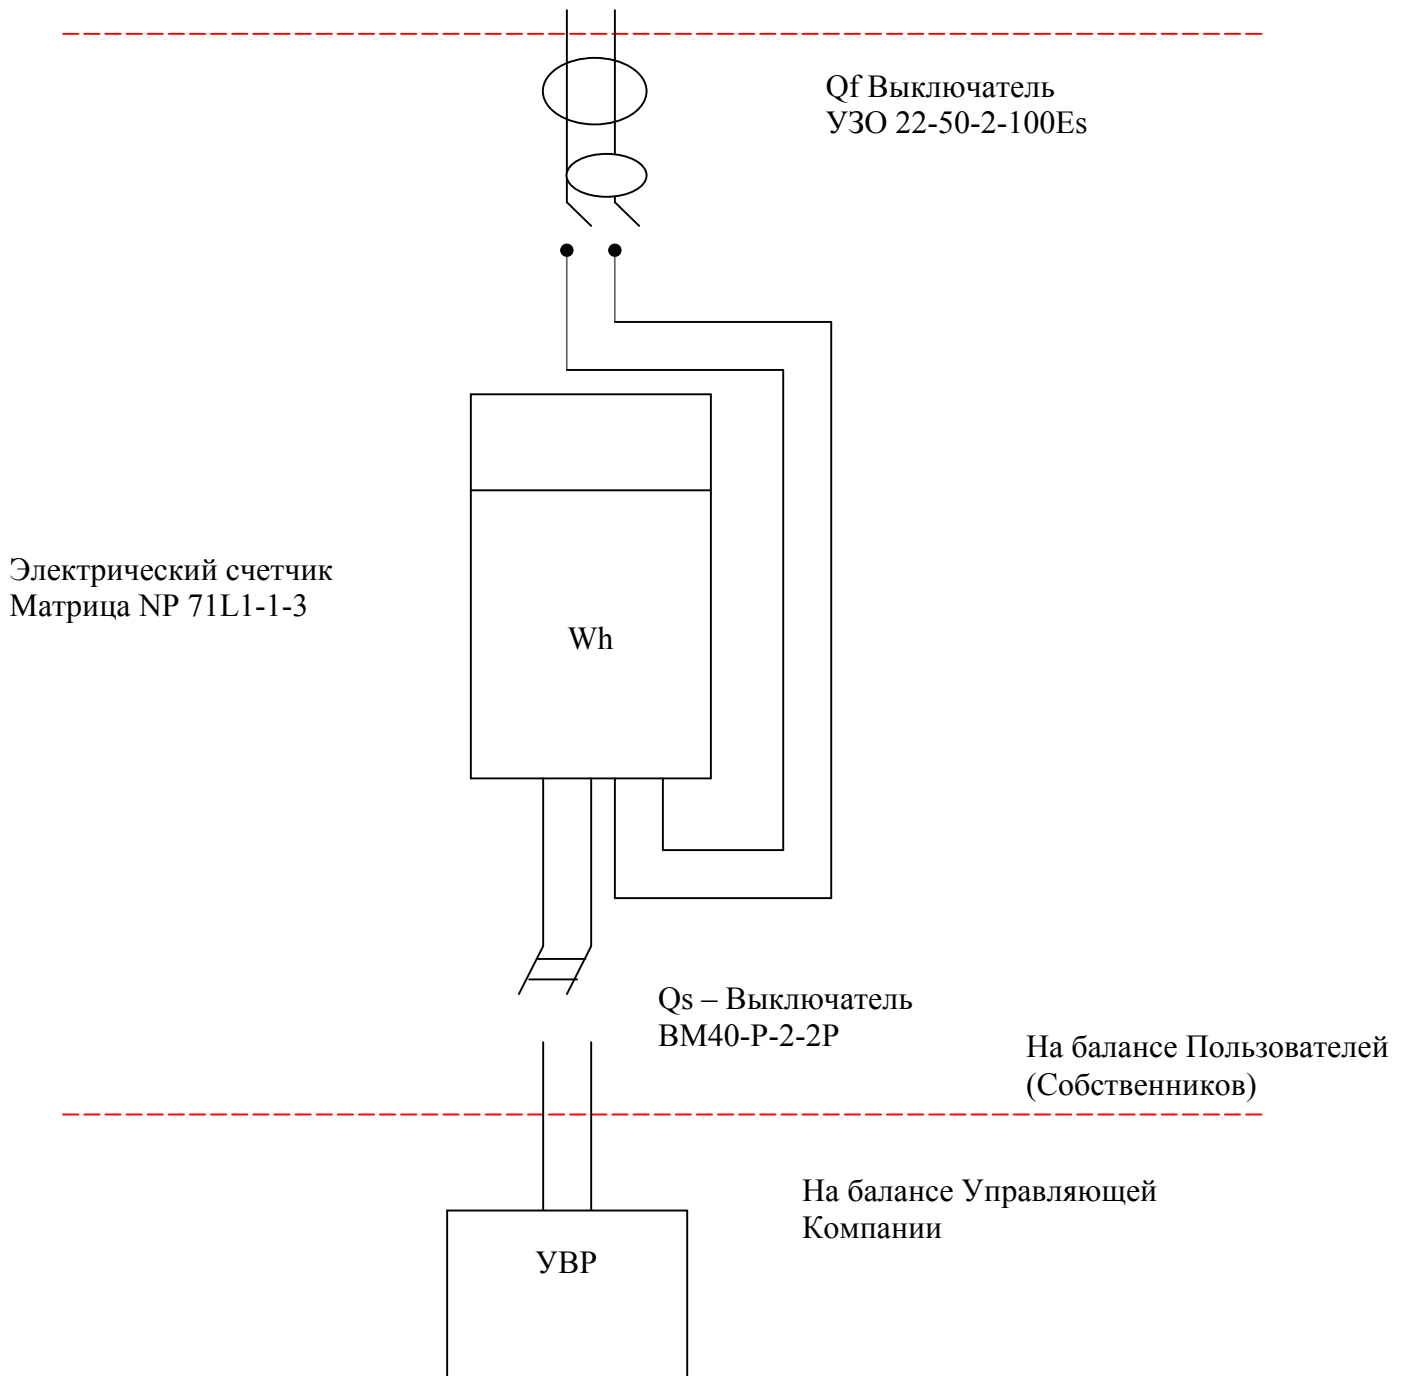 Qf Выключатель
УЗО 22-50-2-100Es
Электрический счетчик
Матрица NP 71L1-1-3
Wh
Qs – Выключатель
ВМ40-Р-2-2Р
На балансе Пользователей
(Собственников)
На балансе Управляющей
Компании
УВР